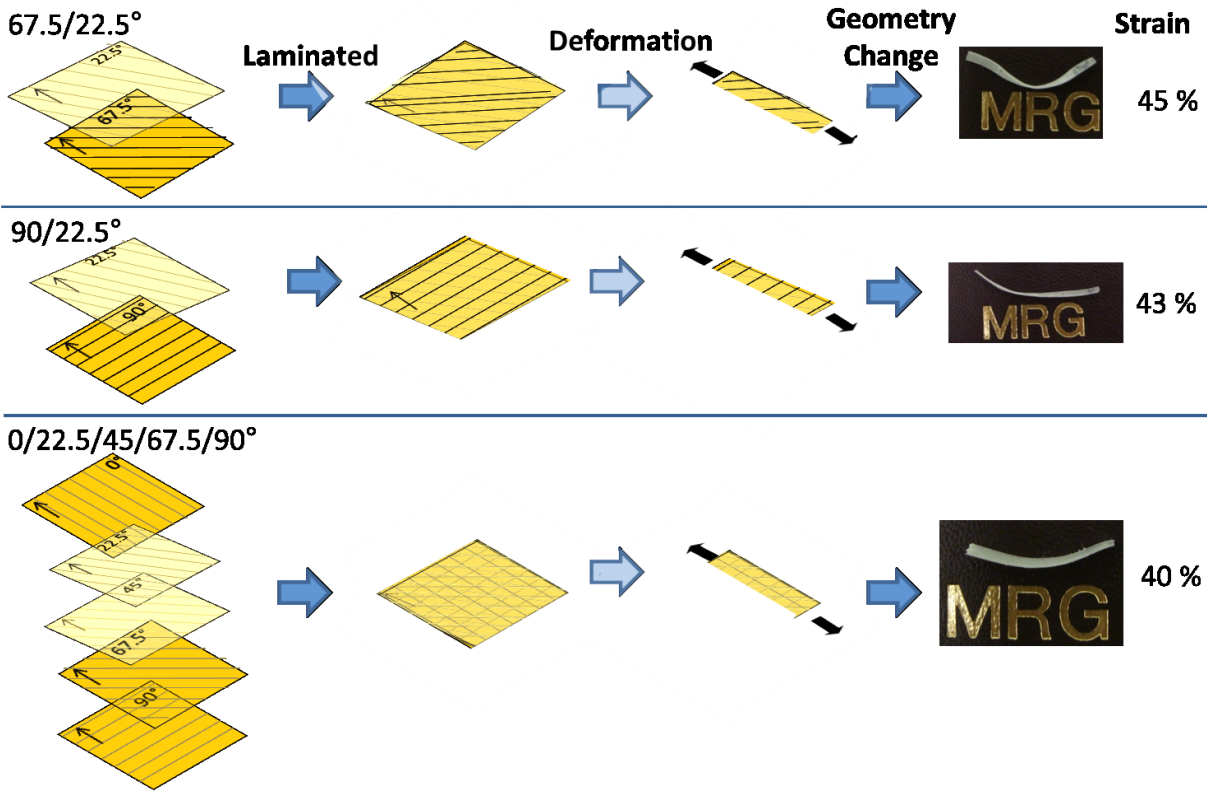 67.5/22.5°
Laminated
Deformation
Geometry
Change
Strain
22.5°
67.5°
MRG
45 %
90/22.5°
22.5°
90°
MRG
43 %
0/22.5/45/67.5/90°
0°
22.5°
45°
67.5°
90°
MRG
40 %